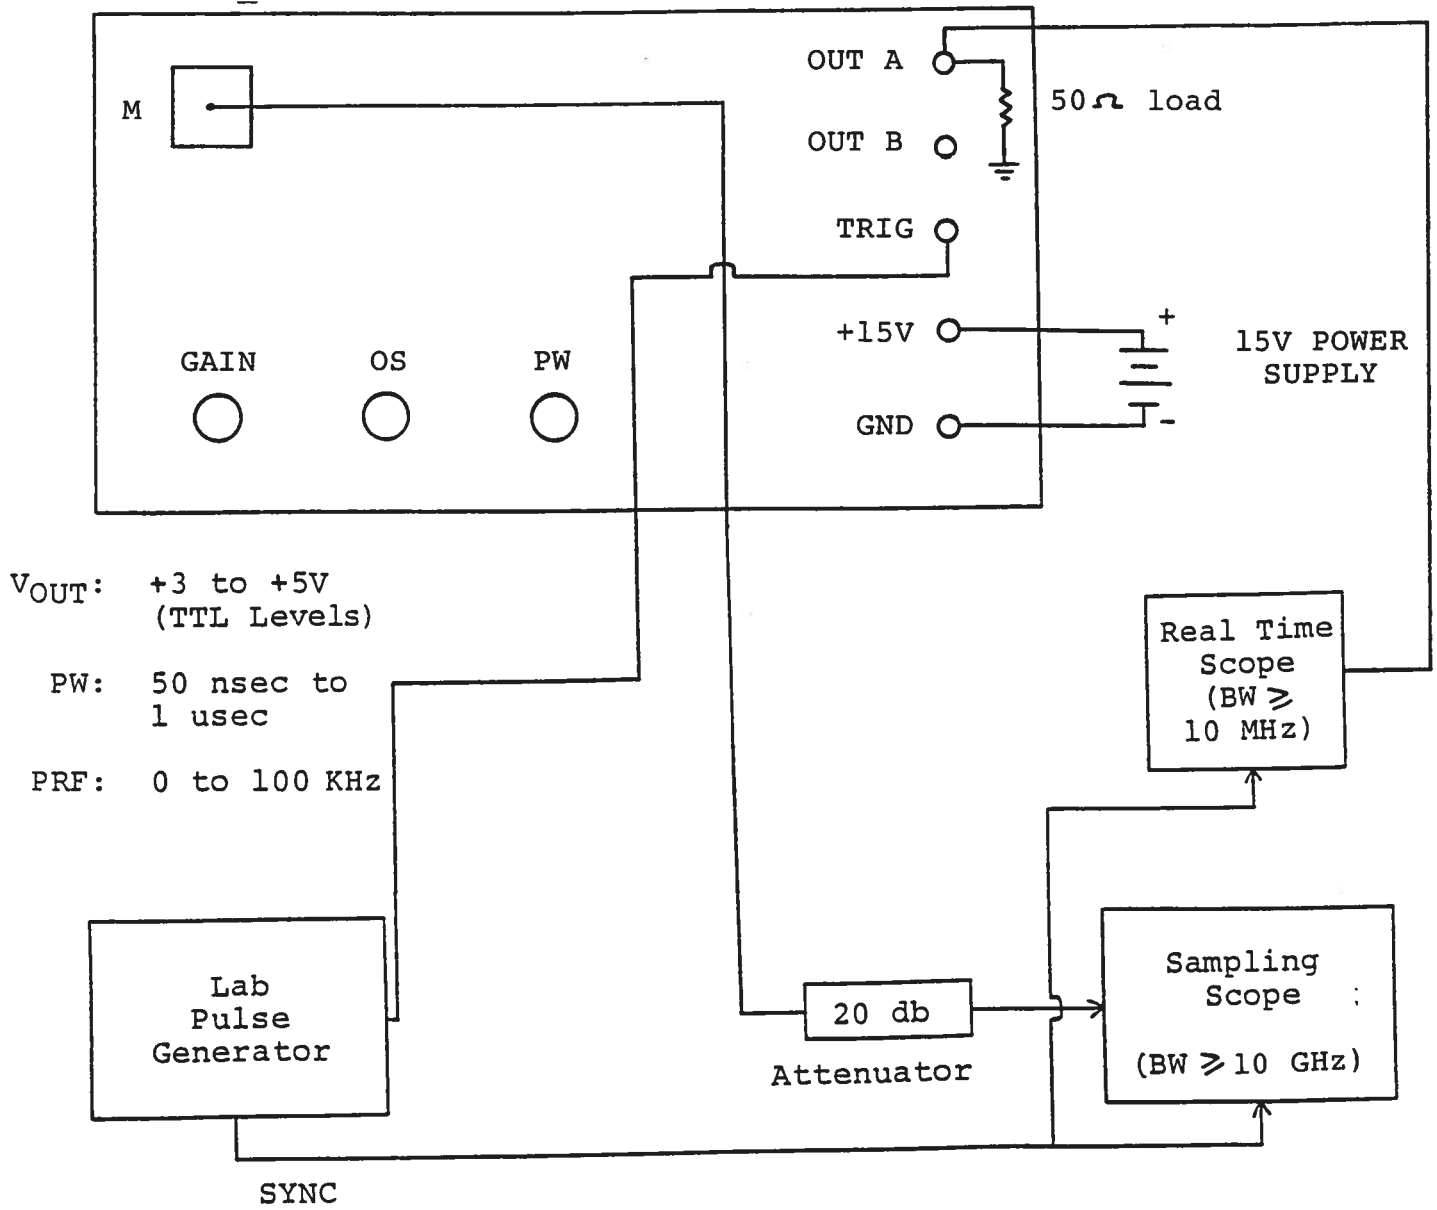 M
OUT A
50Ω load
OUT B
TRIG
+15V
+
15V POWER
SUPPLY
GAIN
OS
PW
GND
-
VOUT: +3 to +5V
(TTL Levels)
PW: 50 nsec to
1 usec
PRF: 0 to 100 KHz
Real Time
Scope
(BW ⩾
10 MHz)
Lab
Pulse
Generator
20 db
Attenuator
Sampling
Scope
(BW ⩾ 10 GHz)
SYNC